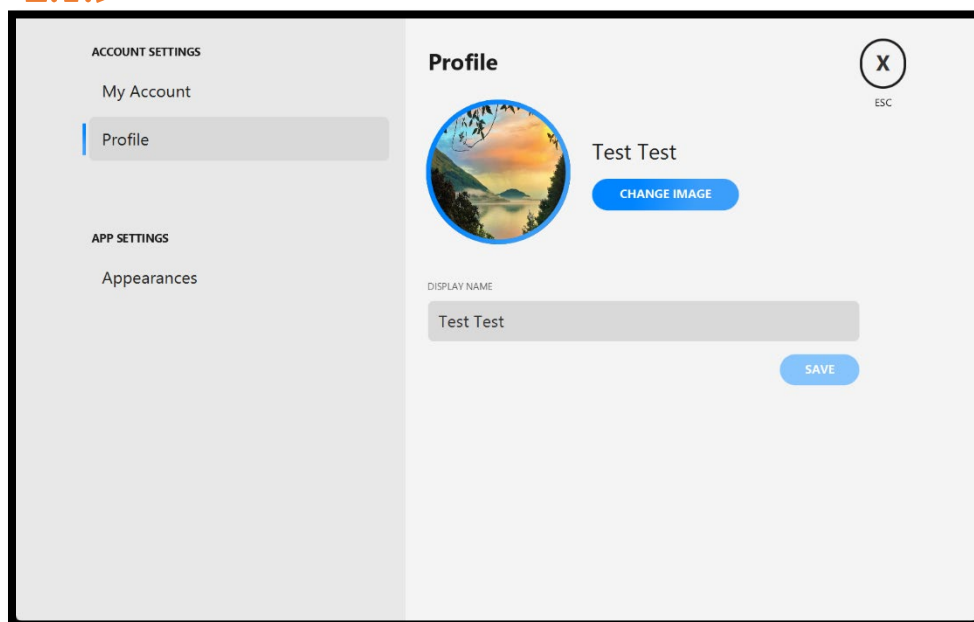 ACCOUNT SETTINGS
My Account
Profile
APP SETTINGS
Appearances
Profile
X
ESC
Test Test
CHANGE IMAGE
DISPLAY NAME
Test Test
SAVE